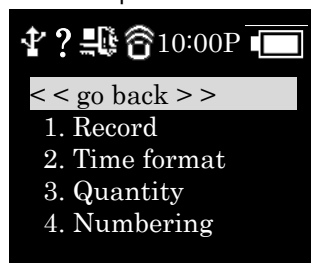 ? 10:00P
< < go back > >
1. Record
2. Time format
3. Quantity
4. Numbering